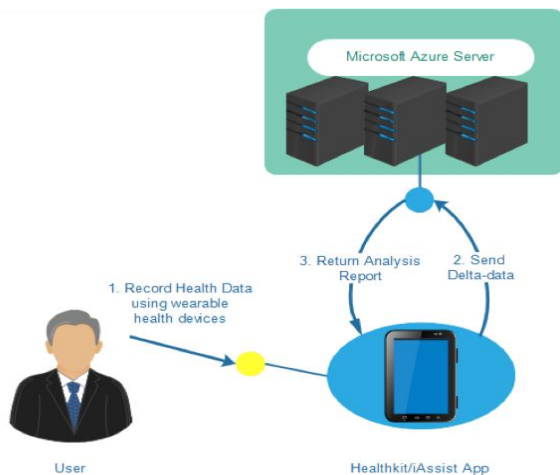 Microsoft Azure Server
3. Return Analysis
Report
2. Send
Delta-data
1. Record Health Data
using wearable
health devices
User
Healthkit/iAssist App